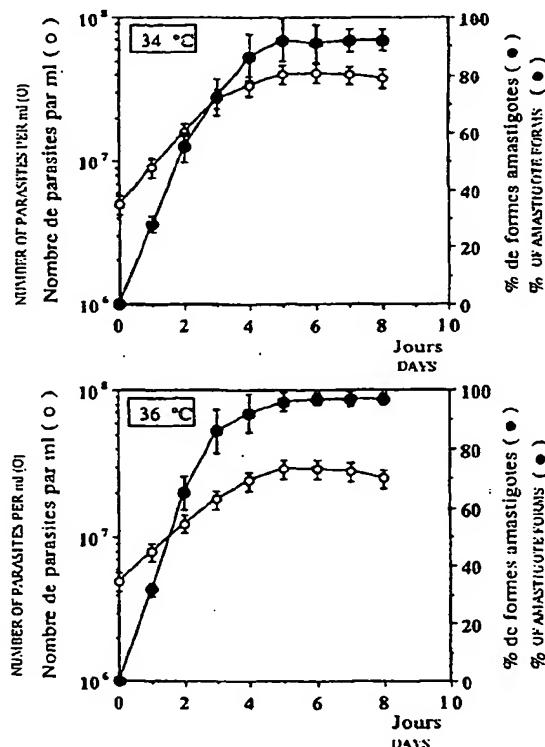 34 °C
NUMBER OF PARASITES PER ml (O)
Nombre de parasites par ml ( o )
10⁸
10⁷
10⁶
100
80
60
40
20
0
% de formes amastigotes ( ● )
% OF AMASTIGOTE FORMS ( ● )
0 2 4 6 8 10
Jours
DAYS
36 °C
NUMBER OF PARASITES PER ml (O)
Nombre de parasites par ml ( o )
10⁸
10⁷
10⁶
100
80
60
40
20
0
% de formes amastigotes ( ● )
% OF AMASTIGOTE FORMS ( ● )
0 2 4 6 8 10
Jours
DAYS